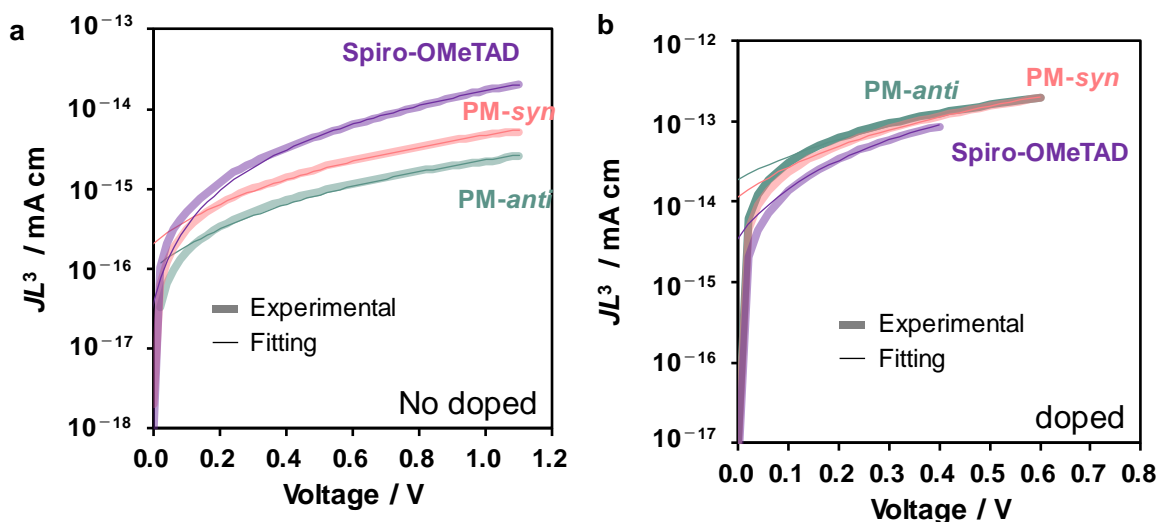 a
10⁻¹³
10⁻¹⁴
10⁻¹⁵
10⁻¹⁶
10⁻¹⁷
10⁻¹⁸
JL³ / mA cm
Spiro-OMeTAD
PM-syn
PM-anti
Experimental
Fitting
No doped
0.0 0.2 0.4 0.6 0.8 1.0 1.2
Voltage / V
b
10⁻¹²
10⁻¹³
10⁻¹⁴
10⁻¹⁵
10⁻¹⁶
10⁻¹⁷
JL³ / mA cm
PM-anti
PM-syn
Spiro-OMeTAD
Experimental
Fitting
doped
0.0 0.1 0.2 0.3 0.4 0.5 0.6 0.7 0.8
Voltage / V